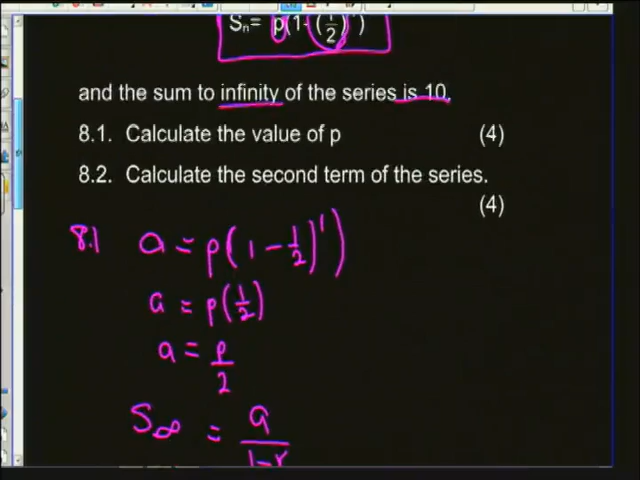 Sₙ= p(1-(1/2)ⁿ)
and the sum to infinity of the series is 10.
8.1. Calculate the value of p (4)
8.2. Calculate the second term of the series.
(4)
8.1 a = p(1 - 1/2)¹)
a = p(1/2)
a = p/2
S∞ = a/1-r